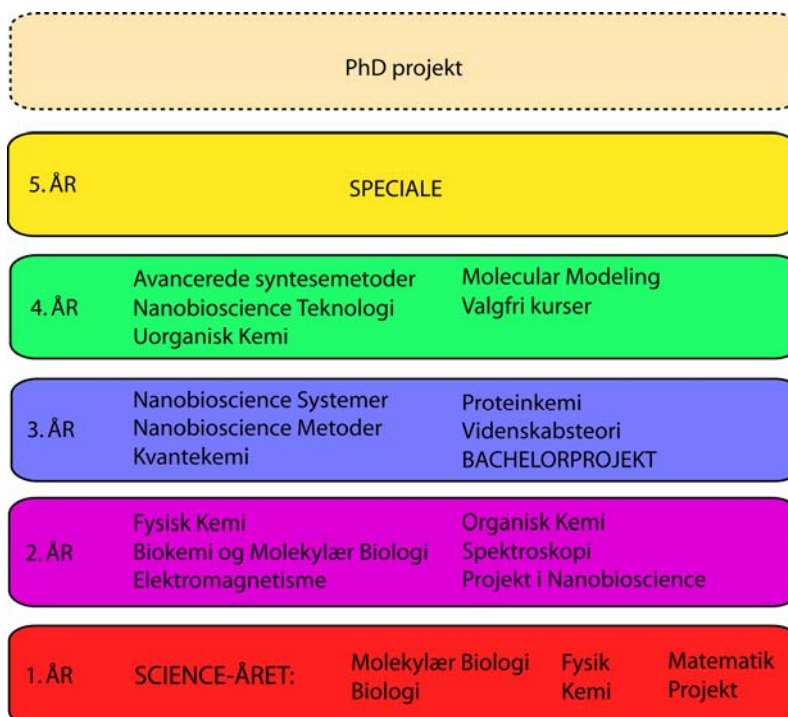 PhD projekt
5. ÅR
SPECIALE
4. ÅR
Avancerede syntesemetoder
Nanobioscience Teknologi
Uorganisk Kemi
Molecular Modeling
Valgfri kurser
3. ÅR
Nanobioscience Systemer
Nanobioscience Metoder
Kvantekemi
Proteinkemi
Videnskabsteori
BACHELORPROJEKT
2. ÅR
Fysisk Kemi
Biokemi og Molekylær Biologi
Elektromagnetisme
Organisk Kemi
Spektroskopi
Projekt i Nanobioscience
1. ÅR
SCIENCE-ÅRET:
Molekylær Biologi
Biologi
Fysik
Kemi
Matematik
Projekt